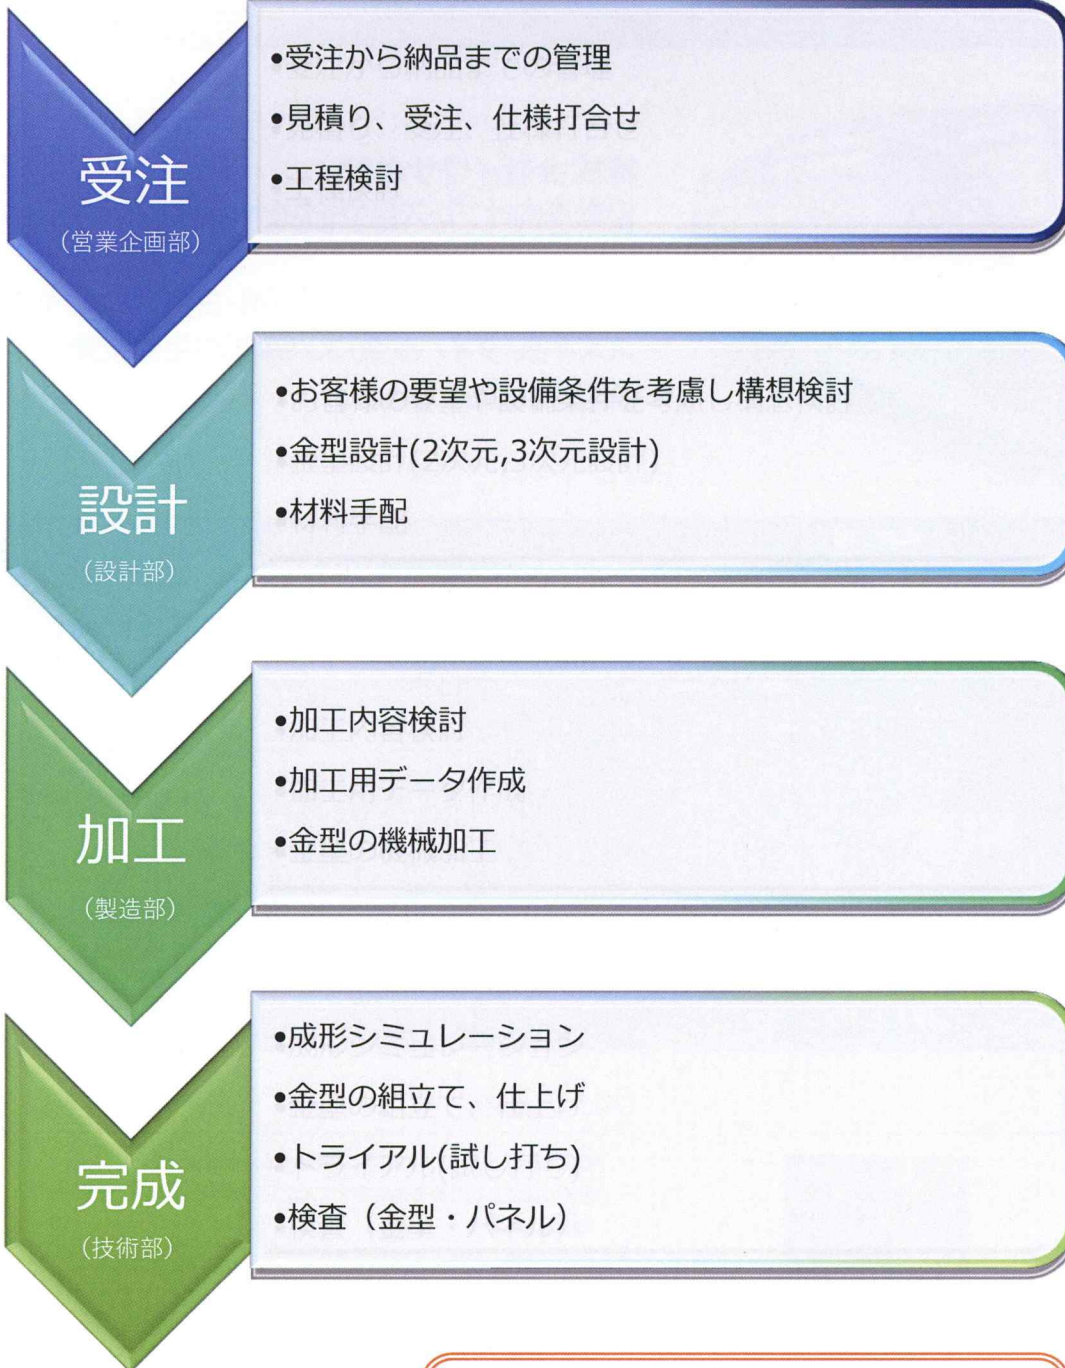 受注
（営業企画部）
•受注から納品までの管理
•見積り、受注、仕様打合せ
•工程検討
設計
（設計部）
•お客様の要望や設備条件を考慮し構想検討
•金型設計(2次元,3次元設計)
•材料手配
加工
（製造部）
•加工内容検討
•加工用データ作成
•金型の機械加工
完成
（技術部）
•成形シミュレーション
•金型の組立て、仕上げ
•トライアル(試し打ち)
•検査（金型・パネル）